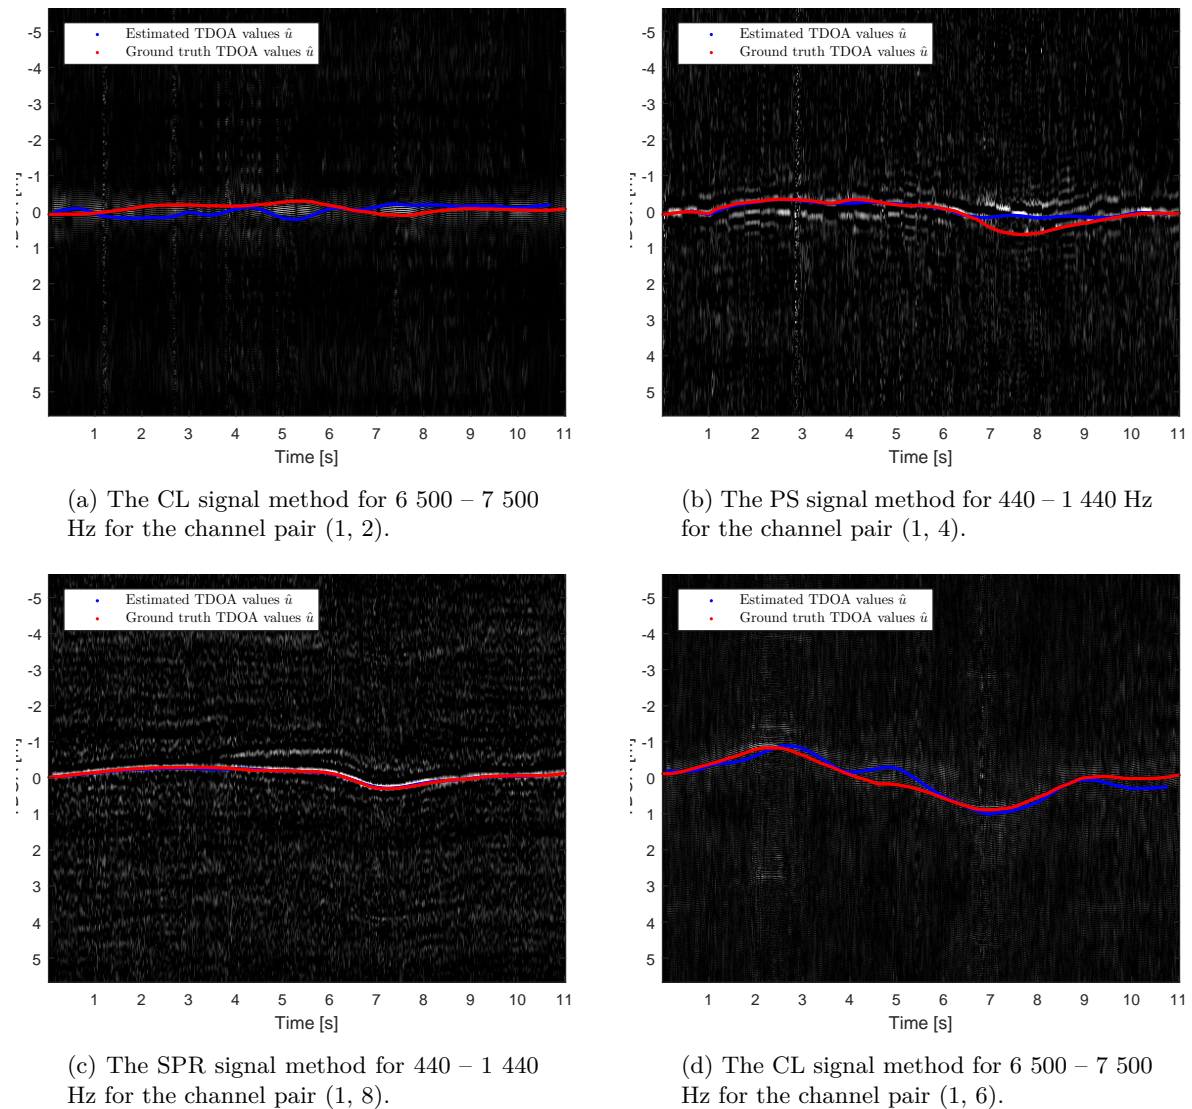 Estimated TDOA values û
Ground truth TDOA values û
-5
-4
-3
-2
-1
0
1
2
3
4
5
1 2 3 4 5 6 7 8 9 10 11
Time [s]
(a) The CL signal method for 6 500 – 7 500
Hz for the channel pair (1, 2).
Estimated TDOA values û
Ground truth TDOA values û
-5
-4
-3
-2
-1
0
1
2
3
4
5
1 2 3 4 5 6 7 8 9 10 11
Time [s]
(b) The PS signal method for 440 – 1 440 Hz
for the channel pair (1, 4).
Estimated TDOA values û
Ground truth TDOA values û
-5
-4
-3
-2
-1
0
1
2
3
4
5
1 2 3 4 5 6 7 8 9 10 11
Time [s]
(c) The SPR signal method for 440 – 1 440
Hz for the channel pair (1, 8).
Estimated TDOA values û
Ground truth TDOA values û
-5
-4
-3
-2
-1
0
1
2
3
4
5
1 2 3 4 5 6 7 8 9 10 11
Time [s]
(d) The CL signal method for 6 500 – 7 500
Hz for the channel pair (1, 6).